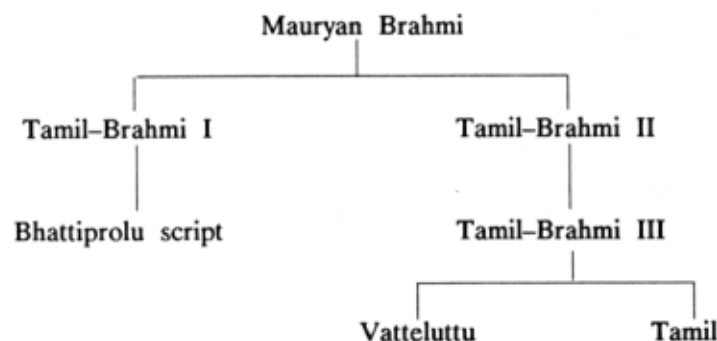 Mauryan Brahmi
Tamil–Brahmi I Tamil–Brahmi II
Bhattiprolu script Tamil–Brahmi III
Vatteluttu Tamil